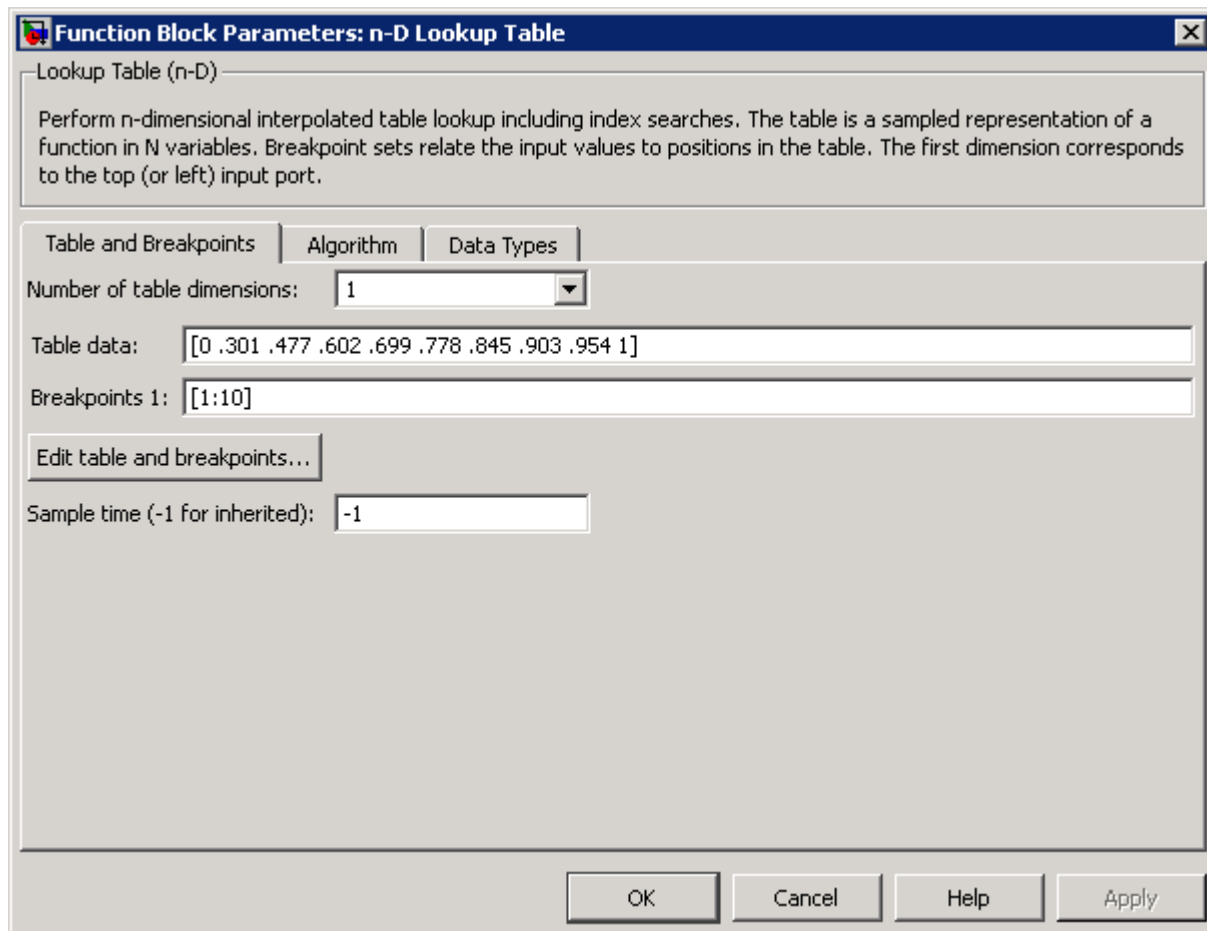 Function Block Parameters: n-D Lookup Table
Lookup Table (n-D)
Perform n-dimensional interpolated table lookup including index searches. The table is a sampled representation of a
function in N variables. Breakpoint sets relate the input values to positions in the table. The first dimension corresponds
to the top (or left) input port.
Table and Breakpoints Algorithm Data Types
Number of table dimensions: 1
Table data: [0 .301 .477 .602 .699 .778 .845 .903 .954 1]
Breakpoints 1: [1:10]
Edit table and breakpoints...
Sample time (-1 for inherited): -1
OK Cancel Help Apply